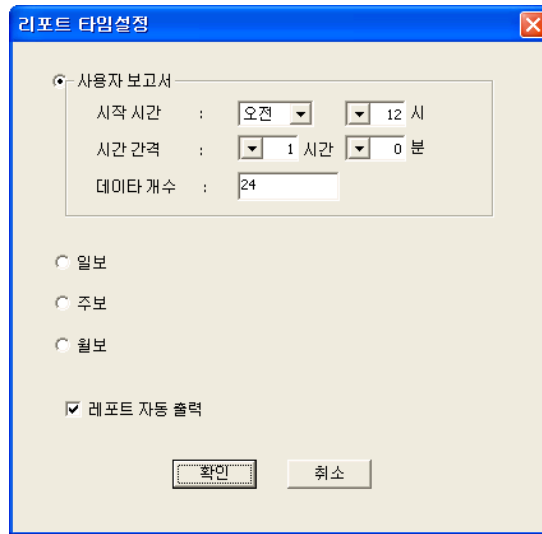 리포트 타임설정
사용자 보고서
시작 시간 : 오전 12 시
시간 간격 : 1 시간 0 분
데이타 개수 : 24
일보
주보
월보
레포트 자동 출력
확인 취소